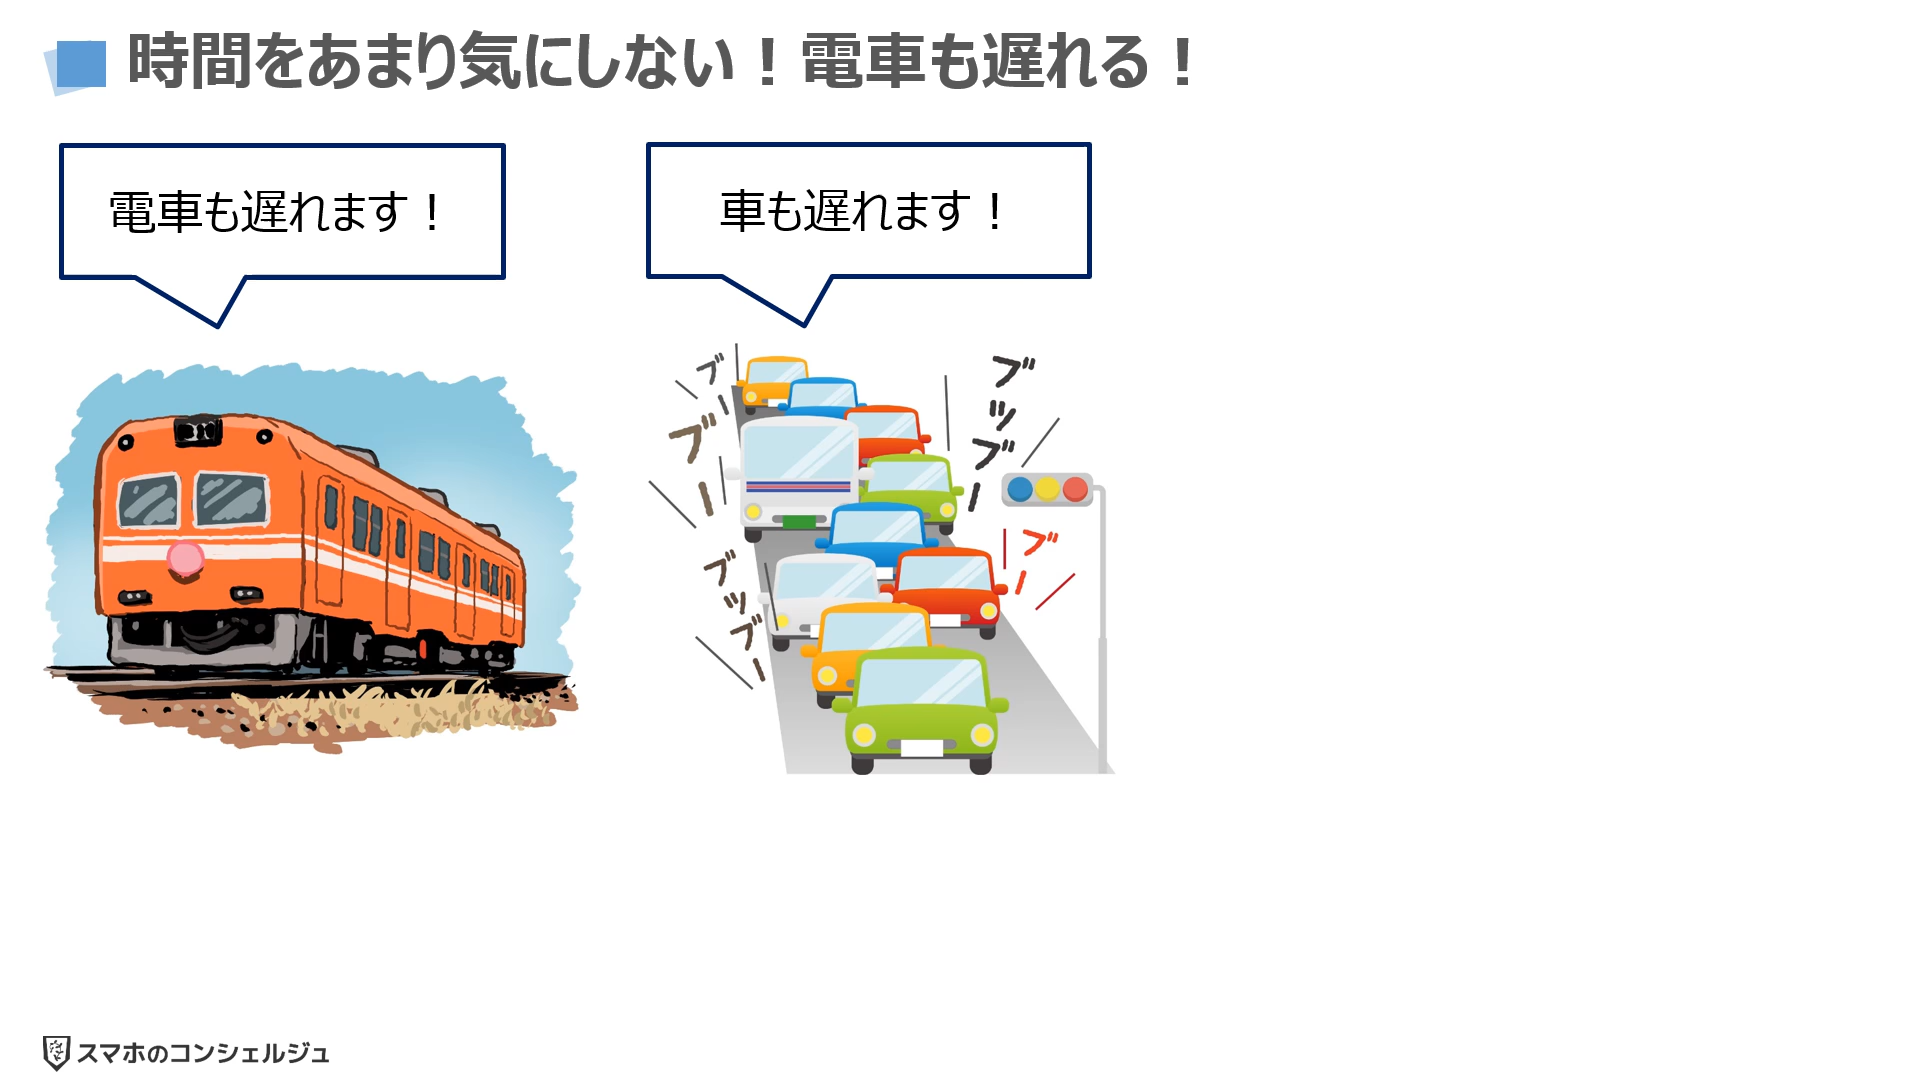 時間をあまり気にしない！電車も遅れる！
電車も遅れます！
車も遅れます！
ブー
ブー
ブッブー
ブッブー
ブー
スマホのコンシェルジュ